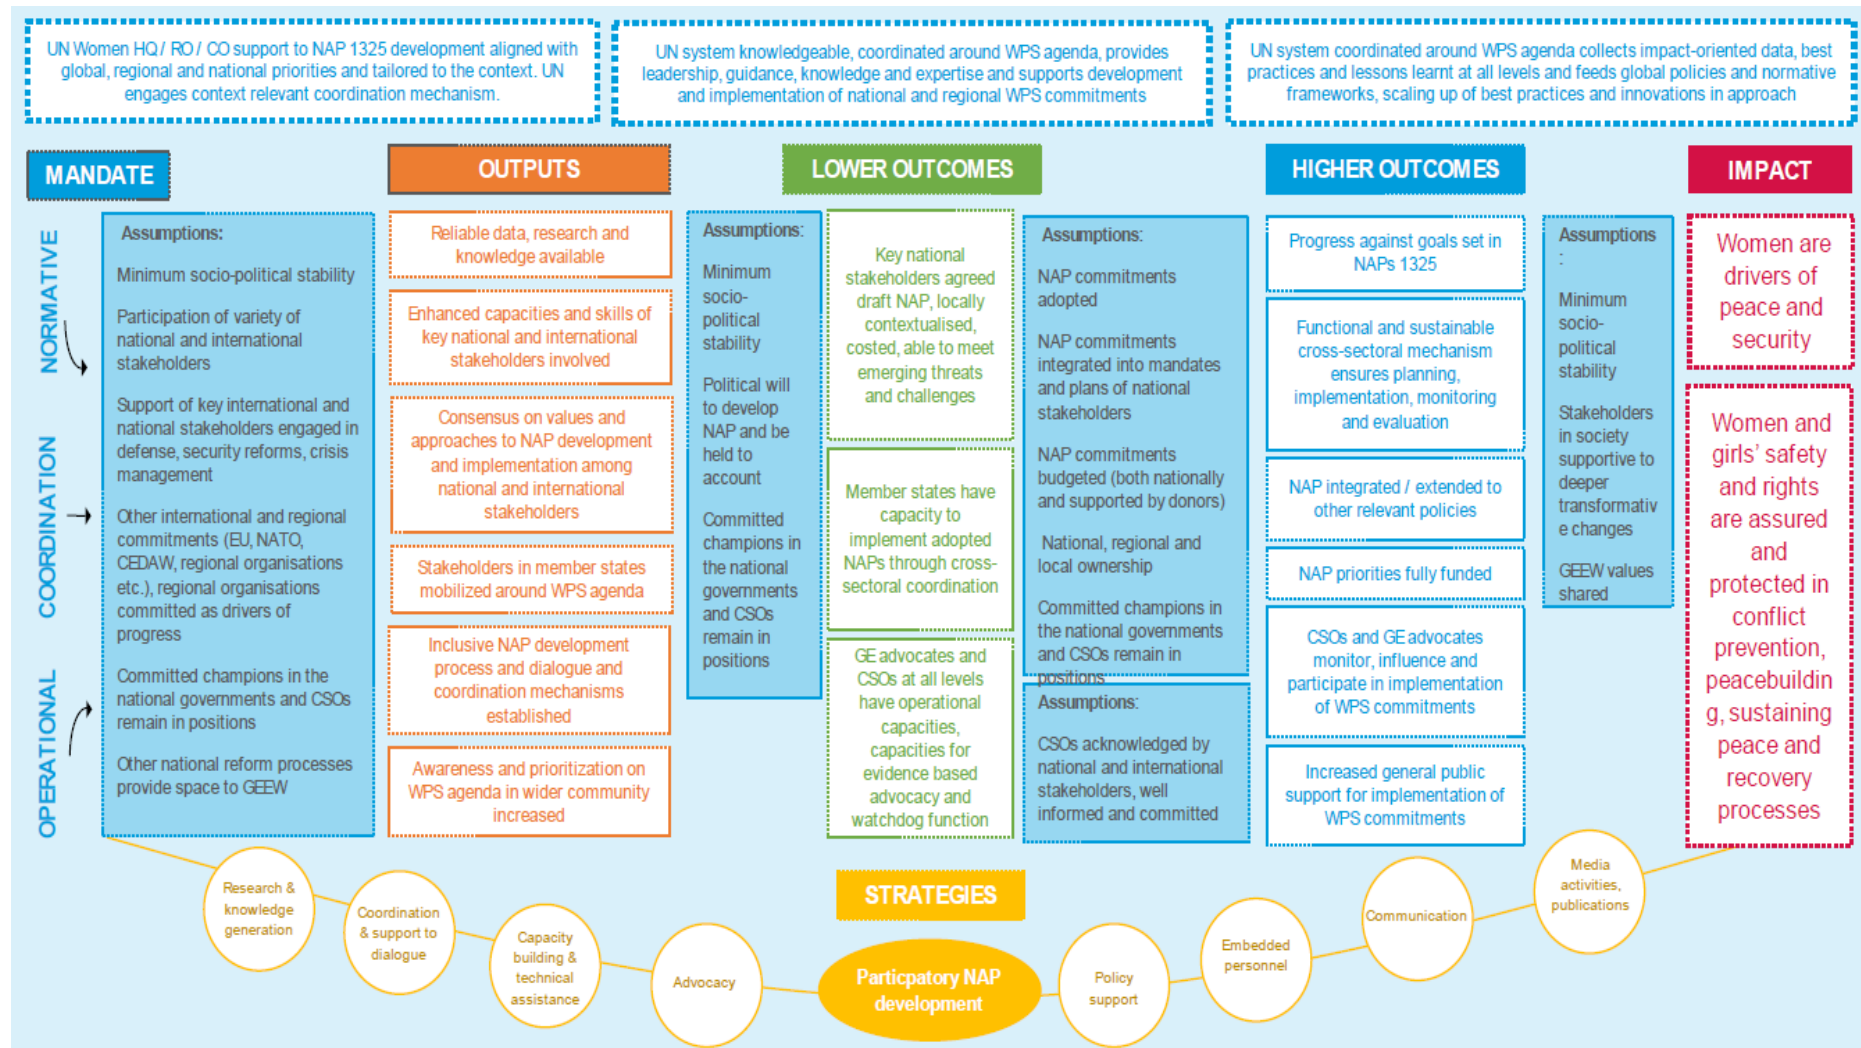 UN Women HQ / RO / CO support to NAP 1325 development aligned with
global, regional and national priorities and tailored to the context. UN
engages context relevant coordination mechanism.
UN system knowledgeable, coordinated around WPS agenda, provides
leadership, guidance, knowledge and expertise and supports development
and implementation of national and regional WPS commitments
UN system coordinated around WPS agenda collects impact-oriented data, best
practices and lessons learnt at all levels and feeds global policies and normative
frameworks, scaling up of best practices and innovations in approach
MANDATE
OUTPUTS
LOWER OUTCOMES
HIGHER OUTCOMES
IMPACT
NORMATIVE
COORDINATION
OPERATIONAL
Assumptions:
Minimum socio-political stability
Participation of variety of
national and international
stakeholders
Support of key international and
national stakeholders engaged in
defense, security reforms, crisis
management
Other international and regional
commitments (EU, NATO,
CEDAW, regional organisations
etc.), regional organisations
committed as drivers of
progress
Committed champions in the
national governments and CSOs
remain in positions
Other national reform processes
provide space to GEEW
Reliable data, research and
knowledge available
Enhanced capacities and skills of
key national and international
stakeholders involved
Consensus on values and
approaches to NAP development
and implementation among
national and international
stakeholders
Stakeholders in member states
mobilized around WPS agenda
Inclusive NAP development
process and dialogue and
coordination mechanisms
established
Awareness and prioritization on
WPS agenda in wider community
increased
Assumptions:
Minimum
socio-
political
stability
Political will
to develop
NAP and be
held to
account
Committed
champions in
the national
governments
and CSOs
remain in
positions
Key national
stakeholders agreed
draft NAP, locally
contextualised,
costed, able to meet
emerging threats
and challenges
Member states have
capacity to
implement adopted
NAPs through cross-
sectoral coordination
GE advocates and
CSOs at all levels
have operational
capacities,
capacities for
evidence based
advocacy and
watchdog function
Assumptions:
NAP commitments
adopted
NAP commitments
integrated into mandates
and plans of national
stakeholders
NAP commitments
budgeted (both nationally
and supported by donors)
National, regional and
local ownership
Committed champions in
the national governments
and CSOs remain in
positions
Assumptions:
CSOs acknowledged by
national and international
stakeholders, well
informed and committed
Progress against goals set in
NAPs 1325
Functional and sustainable
cross-sectoral mechanism
ensures planning,
implementation, monitoring
and evaluation
NAP integrated / extended to
other relevant policies
NAP priorities fully funded
CSOs and GE advocates
monitor, influence and
participate in implementation
of WPS commitments
Increased general public
support for implementation of
WPS commitments
Assumptions
:
Minimum
socio-
political
stability
Stakeholders
in society
supportive to
deeper
transformativ
e changes
GEEW values
shared
Women are
drivers of
peace and
security
Women and
girls' safety
and rights
are assured
and
protected in
conflict
prevention,
peacebuildin
g, sustaining
peace and
recovery
processes
STRATEGIES
Research &
knowledge
generation
Coordination
& support to
dialogue
Capacity
building &
technical
assistance
Advocacy
Particpatory NAP
development
Policy
support
Embedded
personnel
Communication
Media
activities,
publications